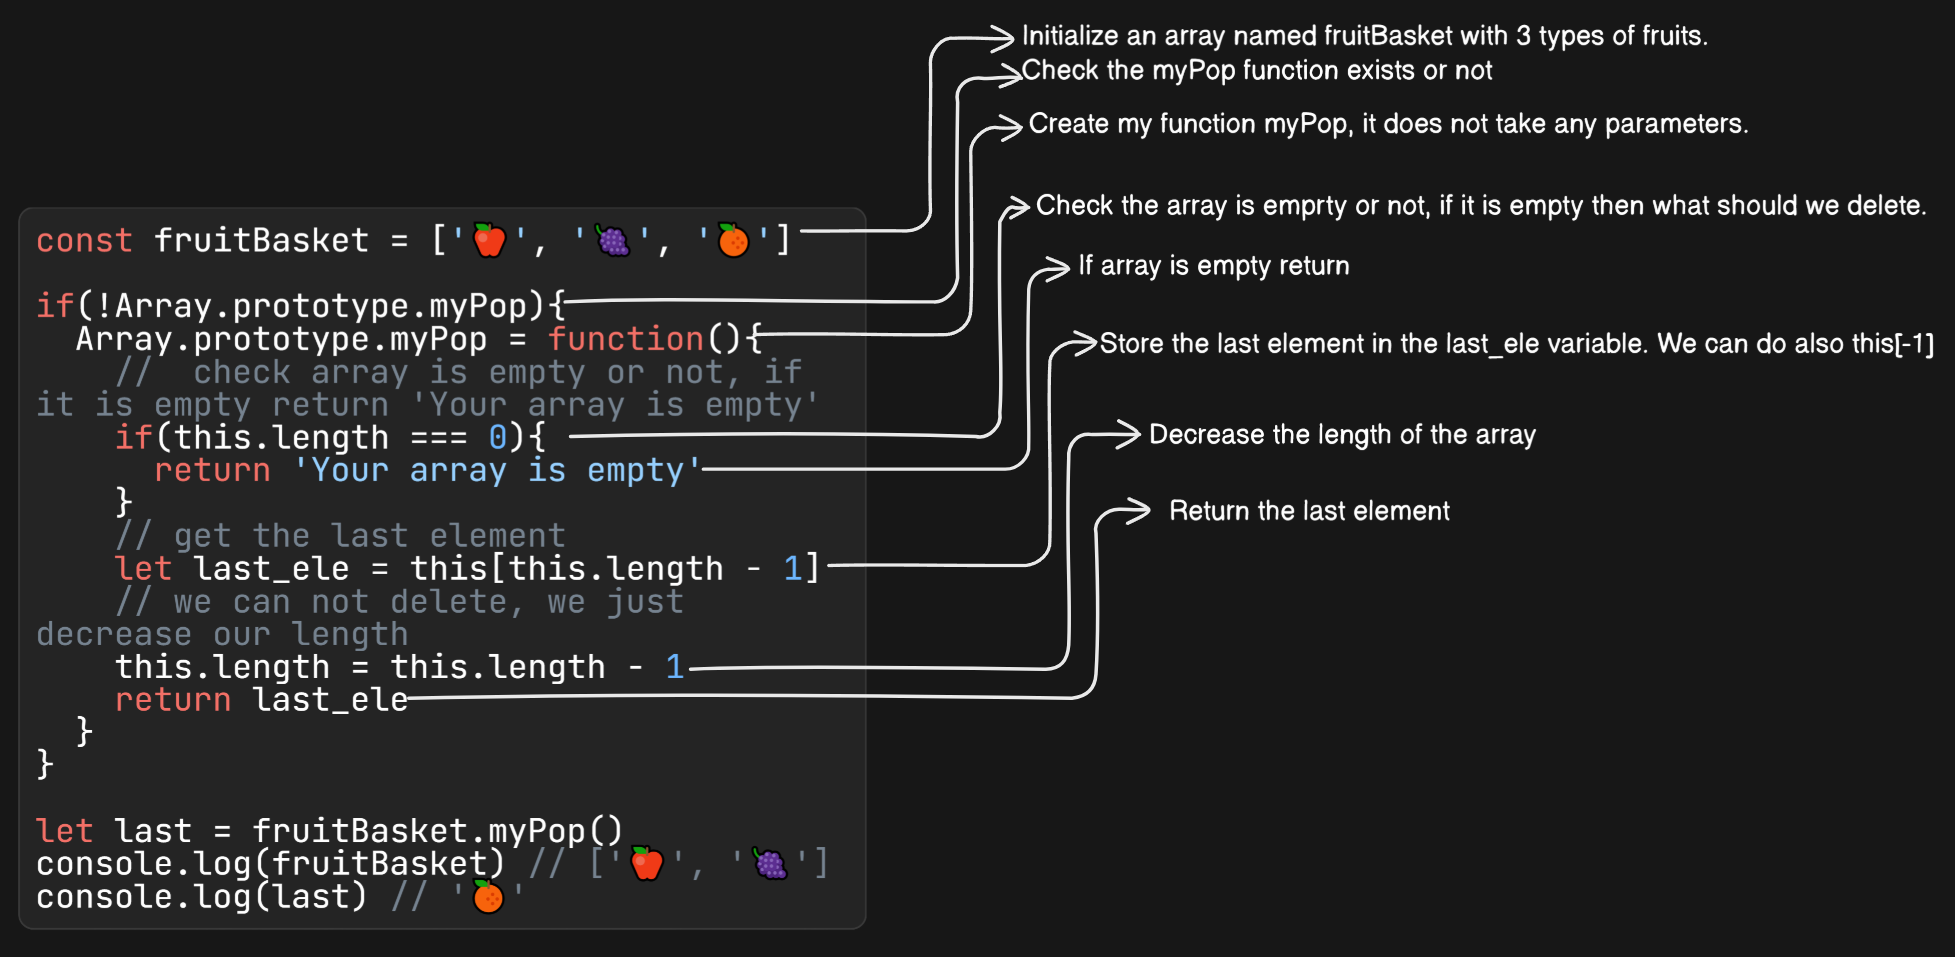 Initialize an array named fruitBasket with 3 types of fruits.
Check the myPop function exists or not
Create my function myPop, it does not take any parameters.
Check the array is emprty or not, if it is empty then what should we delete.
If array is empty return
Store the last element in the last_ele variable. We can do also this[-1]
Decrease the length of the array
Return the last element
const fruitBasket = ['🍎', '🍇', '🍊']
if(!Array.prototype.myPop){
  Array.prototype.myPop = function(){
    //  check array is empty or not, if
it is empty return 'Your array is empty'
    if(this.length === 0){
      return 'Your array is empty'
    }
    // get the last element
    let last_ele = this[this.length - 1]
    // we can not delete, we just
decrease our length
    this.length = this.length - 1
    return last_ele
  }
}
let last = fruitBasket.myPop()
console.log(fruitBasket) // ['🍎', '🍇']
console.log(last) // '🍊'